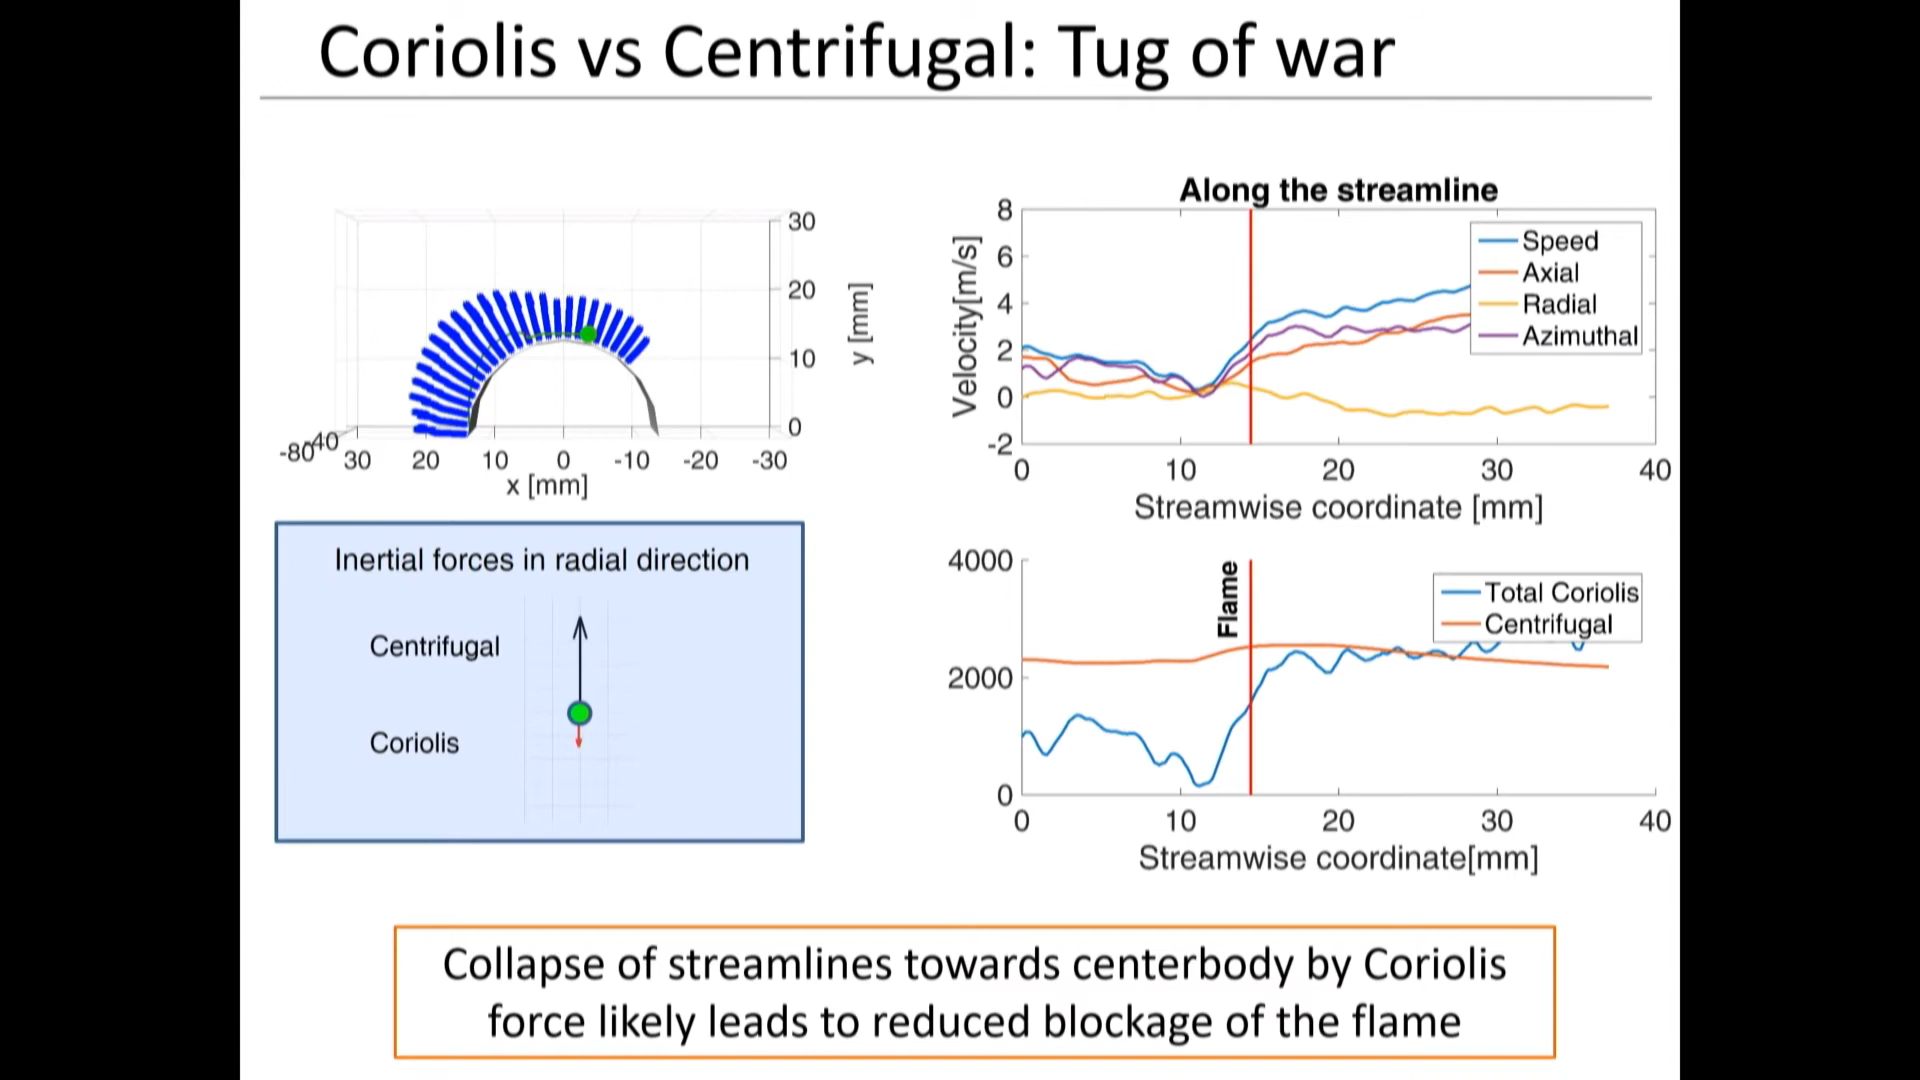 Coriolis vs Centrifugal: Tug of war
30
20
10
0
y [mm]
-80
-40
30
20
10
0
-10
-20
-30
x [mm]
Along the streamline
8
6
4
2
0
-2
Velocity[m/s]
Speed
Axial
Radial
Azimuthal
0
10
20
30
40
Streamwise coordinate [mm]
Inertial forces in radial direction
Centrifugal
Coriolis
4000
2000
0
Flame
Total Coriolis
Centrifugal
0
10
20
30
40
Streamwise coordinate[mm]
Collapse of streamlines towards centerbody by Coriolis
force likely leads to reduced blockage of the flame